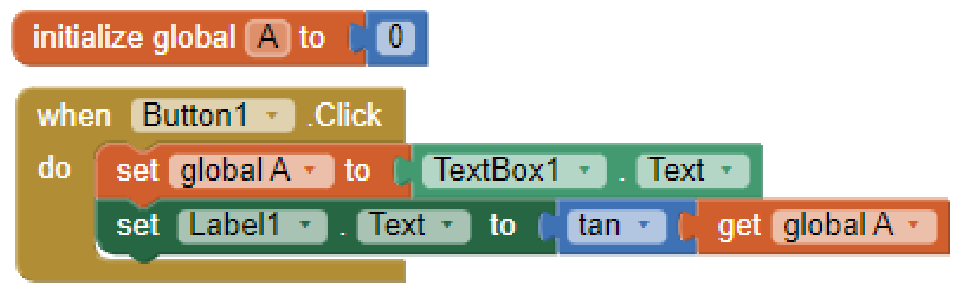 initialize global A to 0
when Button1 .Click
do set global A to TextBox1 . Text
set Label1 . Text to tan get global A